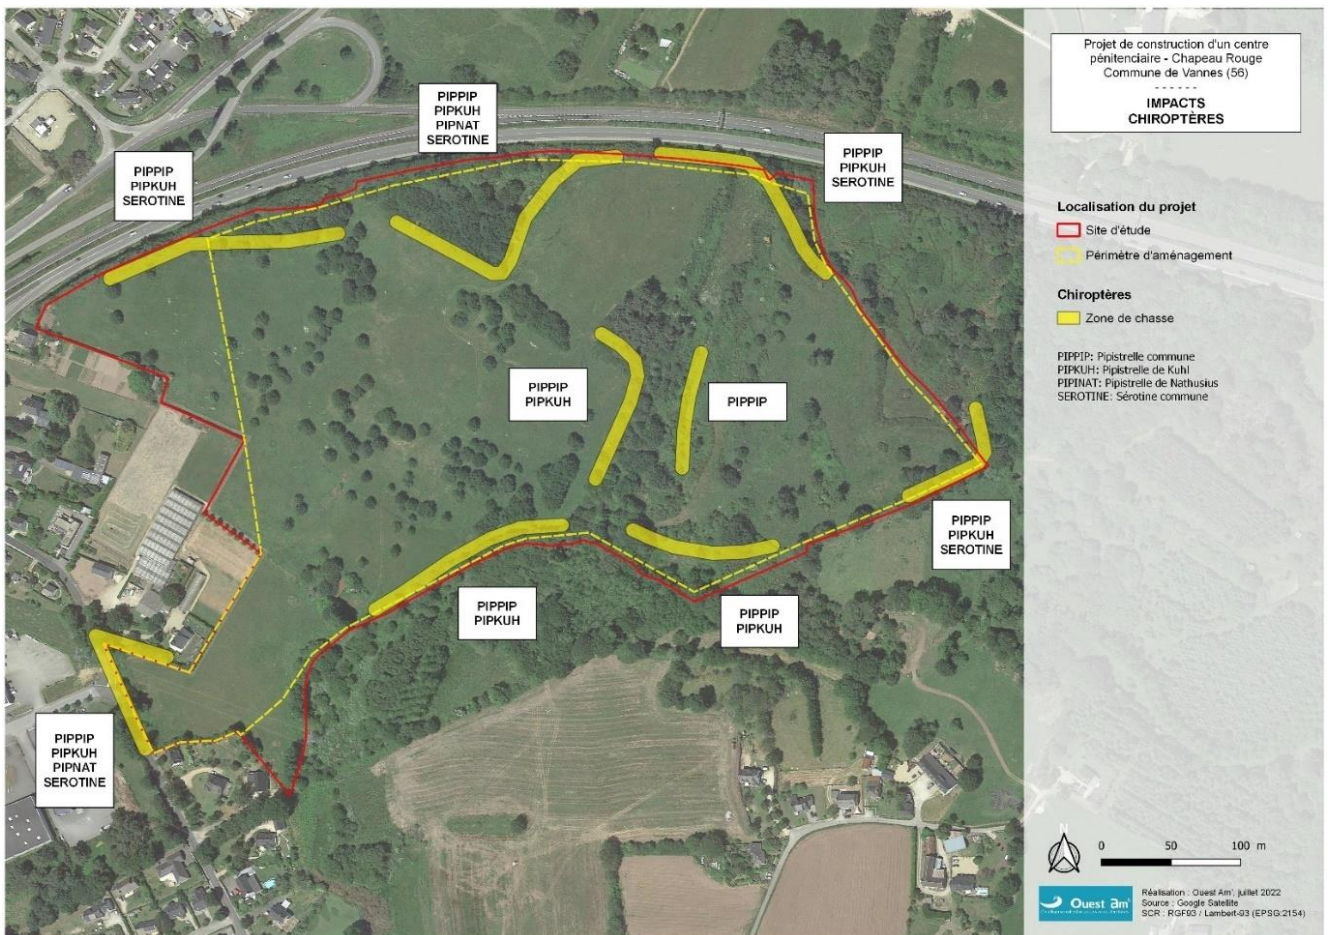 PIPPIP
PIPKUH
PIPNAT
SEROTINE
PIPPIP
PIPKUH
SEROTINE
PIPPIP
PIPKUH
SEROTINE
PIPPIP
PIPKUH
PIPPIP
PIPPIP
PIPKUH
SEROTINE
PIPPIP
PIPKUH
PIPPIP
PIPKUH
PIPPIP
PIPKUH
PIPNAT
SEROTINE
Projet de construction d'un centre
pénitenciaire - Chapeau Rouge
Commune de Vannes (56)
------
IMPACTS
CHIROPTÈRES
Localisation du projet
Site d'étude
Périmètre d'aménagement
Chiroptères
Zone de chasse
PIPPIP: Pipistrelle commune
PIPKUH: Pipistrelle de Kuhl
PIPINAT: Pipistrelle de Nathusius
SEROTINE: Sérotine commune
N
0 50 100 m
Ouest Am'
Réalisation : Ouest Am', juillet 2022
Source : Google Satellite
SCR : RGF93 / Lambert-93 (EPSG:2154)